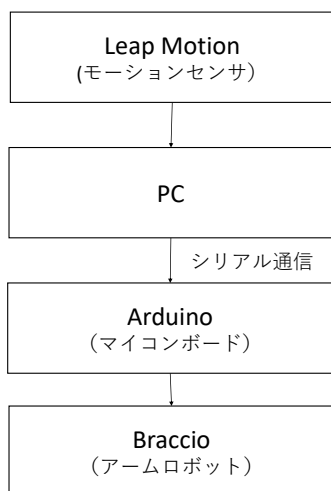 Leap Motion
(モーションセンサ）
PC
シリアル通信
Arduino
（マイコンボード）
Braccio
（アームロボット）